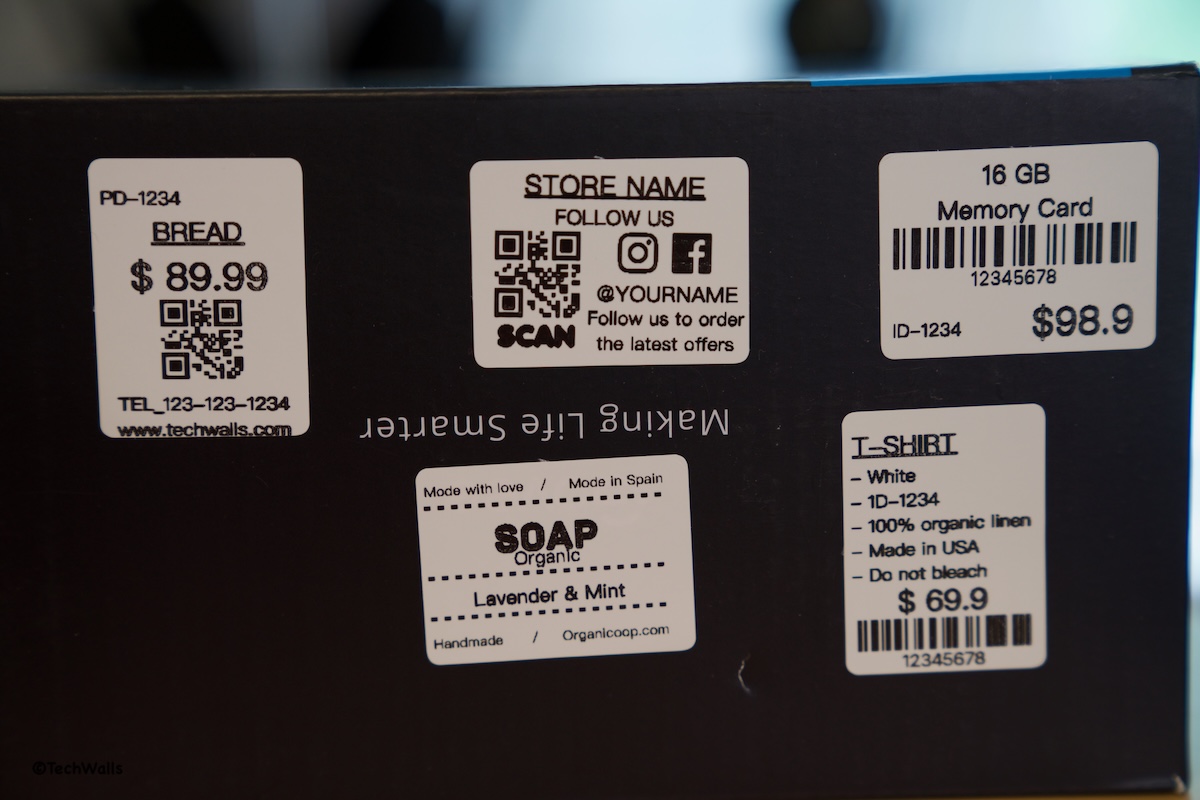 PD-1234
BREAD
$ 89.99
TEL_123-123-1234
www.techwalls.com
STORE NAME
FOLLOW US
@YOURNAME
SCAN
Follow us to order
the latest offers
16 GB
Memory Card
12345678
ID-1234
$98.9
Making Life Smarter
Mode with love / Made in Spain
SOAP
Organic
Lavender & Mint
Handmade / Organicoop.com
T-SHIRT
- White
- 1D-1234
- 100% organic linen
- Made in USA
- Do not bleach
$ 69.9
12345678
©TechWalls